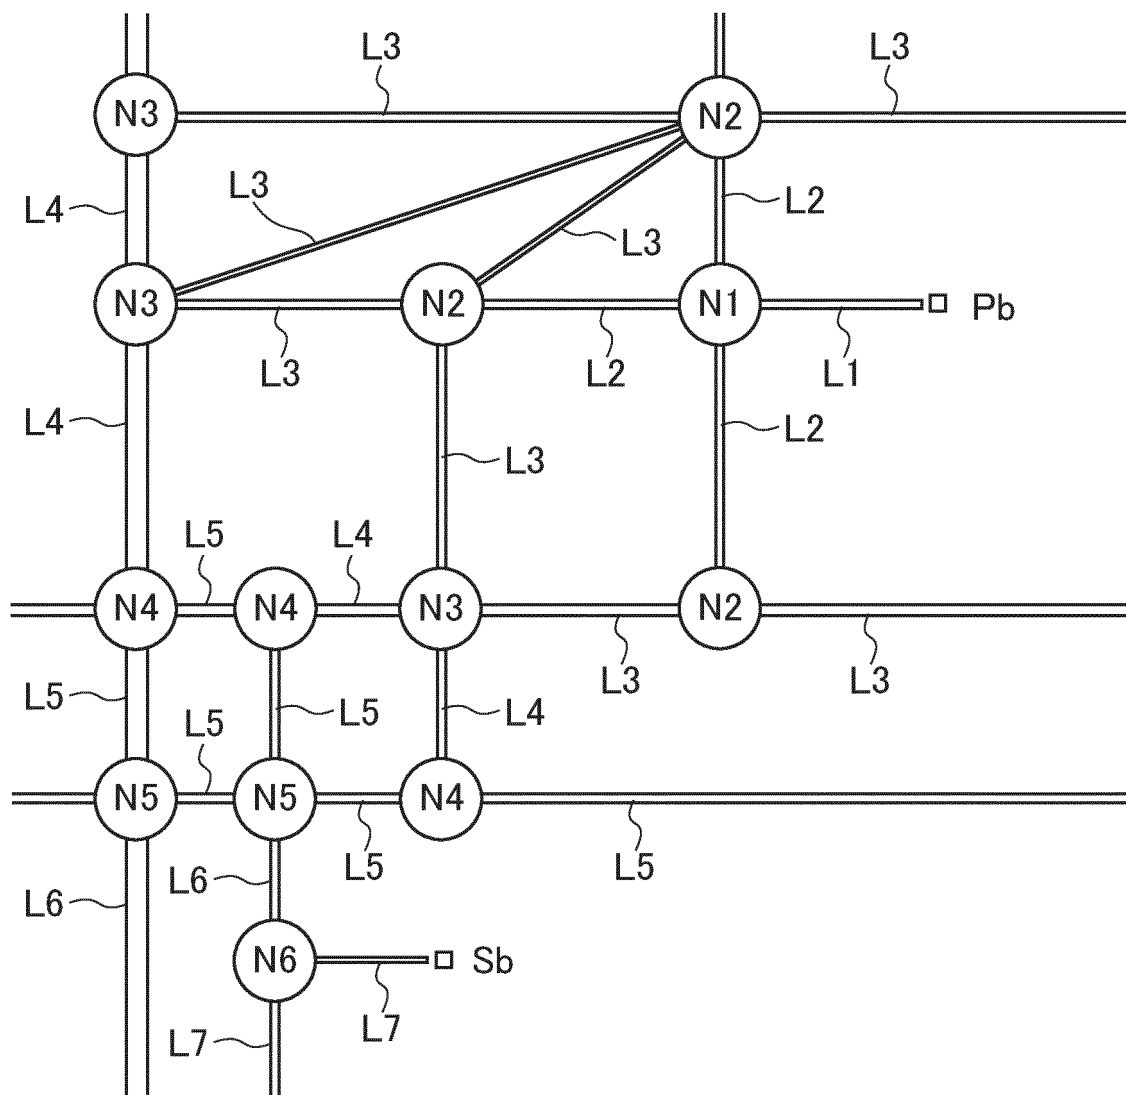 L3 L3
N3 N2
L4 L3 L3 L2
N3 N2 N1 Pb
L3 L2 L1
L4 L3 L2
L5 L4
N4 N4 N3 N2
L5 L5 L4 L3 L3
L5
N5 N5 N4
L6 L6 L5 L5
N6 Sb
L7 L7